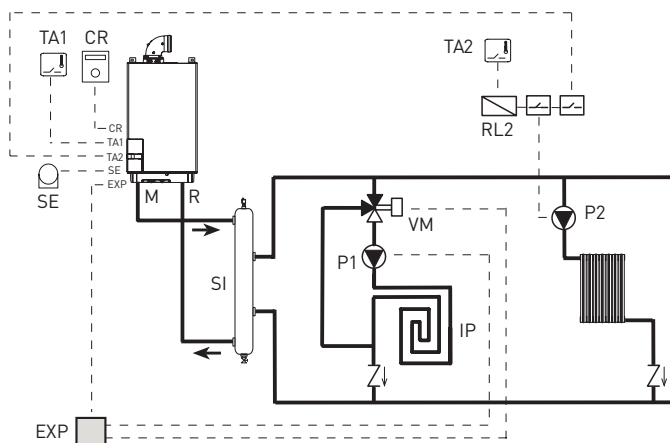 TA1 CR
TA2
CR
TA1
TA2
SE
EXP
SE
RL2
M R
VM
P2
P1
SI
IP
EXP